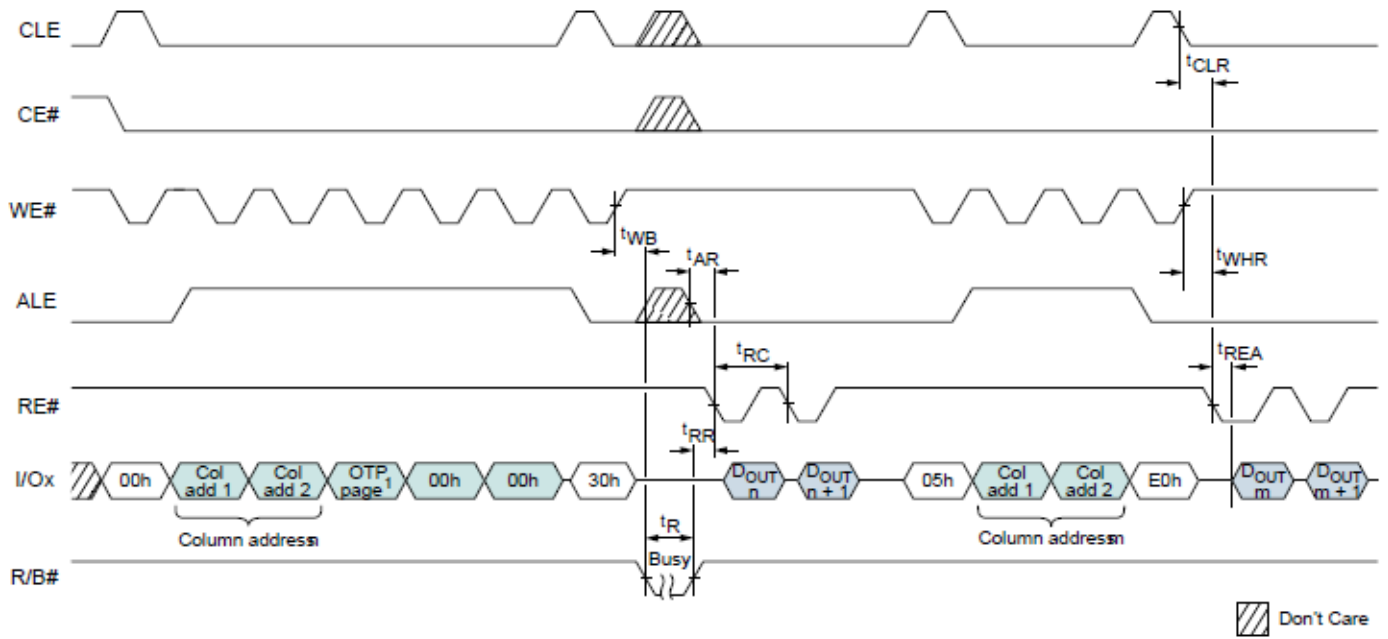 CLE
tCLR
CE#
WE#
tWB
tAR
tWHR
ALE
tRC
tREA
RE#
tRR
I/Ox
00h
Col add 1
Col add 2
OTP page1
00h
00h
30h
DOUT n
DOUT n + 1
05h
Col add 1
Col add 2
E0h
DOUT m
DOUT m + 1
Column address n
tR
Column address m
R/B#
Busy
Don't Care